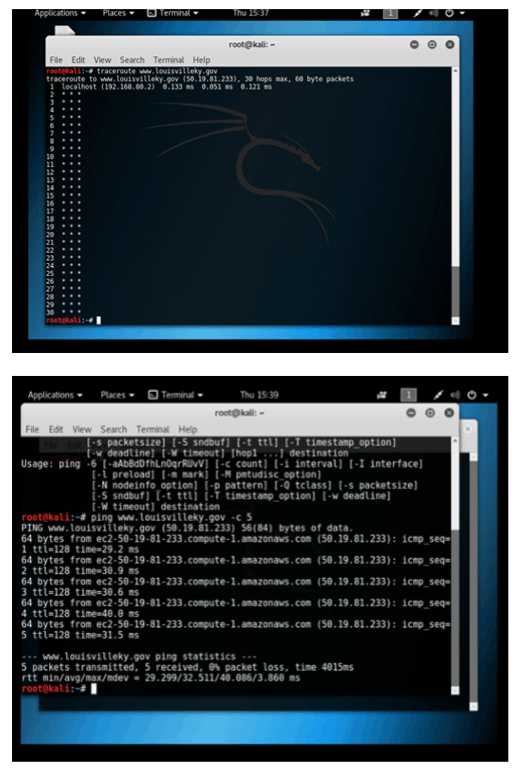 Applications Places Terminal Thu 15:37 1
root@kali: ~
File Edit View Search Terminal Help
root@kali:~# traceroute www.louisvilleky.gov
traceroute to www.louisvilleky.gov (50.19.81.233), 30 hops max, 60 byte packets
1 localhost (192.168.80.2) 0.133 ms 0.051 ms 0.121 ms
2 * * *
3 * * *
4 * * *
5 * * *
6 * * *
7 * * *
8 * * *
9 * * *
10 * * *
11 * * *
12 * * *
13 * * *
14 * * *
15 * * *
16 * * *
17 * * *
18 * * *
19 * * *
20 * * *
21 * * *
22 * * *
23 * * *
24 * * *
25 * * *
26 * * *
27 * * *
28 * * *
29 * * *
30 * * *
root@kali:~#
Applications Places Terminal Thu 15:39 1
root@kali: ~
File Edit View Search Terminal Help
[-s packetsize] [-S sndbuf] [-t ttl] [-T timestamp_option]
[-w deadline] [-W timeout] [hop1 ...] destination
Usage: ping -6 [-aAbBdDfhLnOqrRUvV] [-c count] [-i interval] [-I interface]
[-l preload] [-m mark] [-M pmtudisc_option]
[-N nodeinfo_option] [-p pattern] [-Q tclass] [-s packetsize]
[-S sndbuf] [-t ttl] [-T timestamp_option] [-w deadline]
[-W timeout] destination
root@kali:~# ping www.louisvilleky.gov -c 5
PING www.louisvilleky.gov (50.19.81.233) 56(84) bytes of data.
64 bytes from ec2-50-19-81-233.compute-1.amazonaws.com (50.19.81.233): icmp_seq=
1 ttl=128 time=29.2 ms
64 bytes from ec2-50-19-81-233.compute-1.amazonaws.com (50.19.81.233): icmp_seq=
2 ttl=128 time=30.9 ms
64 bytes from ec2-50-19-81-233.compute-1.amazonaws.com (50.19.81.233): icmp_seq=
3 ttl=128 time=30.6 ms
64 bytes from ec2-50-19-81-233.compute-1.amazonaws.com (50.19.81.233): icmp_seq=
4 ttl=128 time=40.0 ms
64 bytes from ec2-50-19-81-233.compute-1.amazonaws.com (50.19.81.233): icmp_seq=
5 ttl=128 time=31.5 ms
--- www.louisvilleky.gov ping statistics ---
5 packets transmitted, 5 received, 0% packet loss, time 4015ms
rtt min/avg/max/mdev = 29.299/32.511/40.086/3.860 ms
root@kali:~#